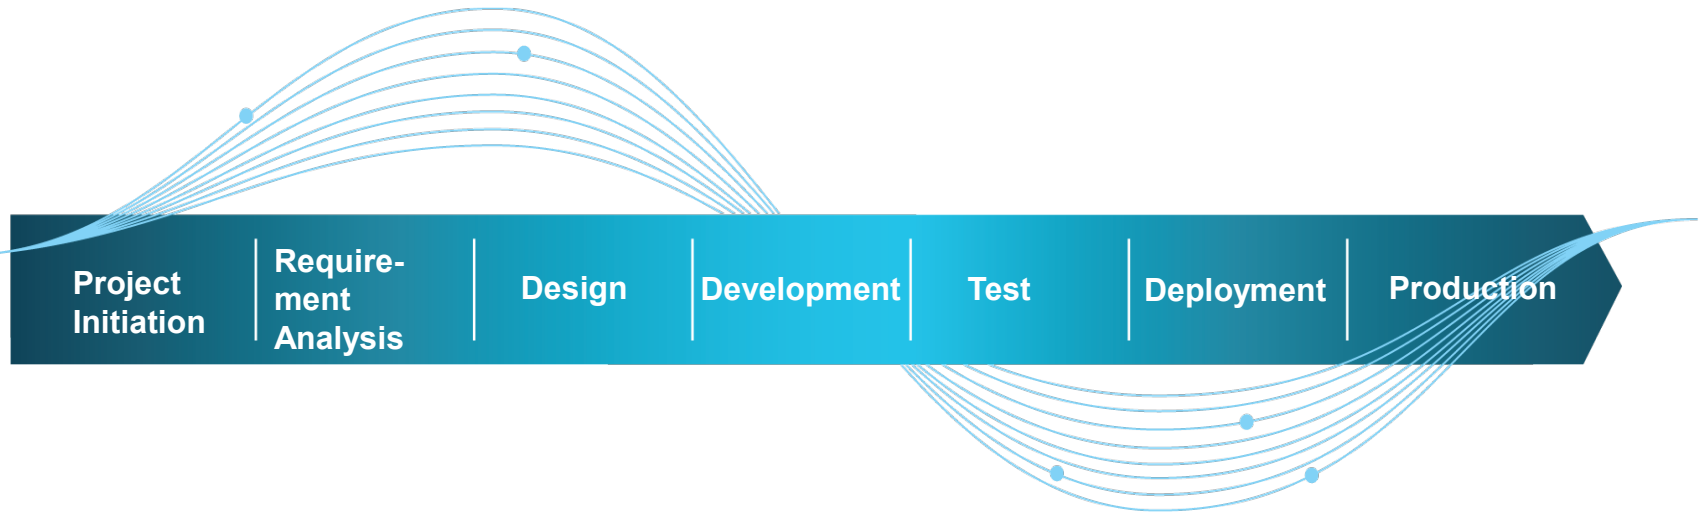 Project
Initiation
Require-
ment
Analysis
Design
Development
Test
Deployment
Production